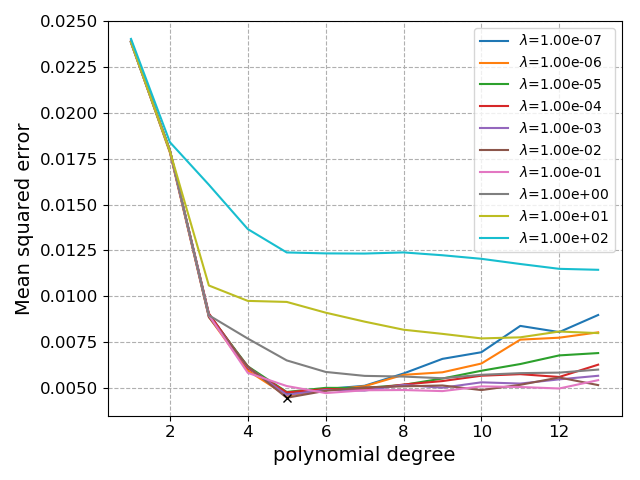 0.0250
0.0225
0.0200
0.0175
0.0150
0.0125
0.0100
0.0075
0.0050
Mean squared error
2
4
6
8
10
12
polynomial degree
λ=1.00e-07
λ=1.00e-06
λ=1.00e-05
λ=1.00e-04
λ=1.00e-03
λ=1.00e-02
λ=1.00e-01
λ=1.00e+00
λ=1.00e+01
λ=1.00e+02